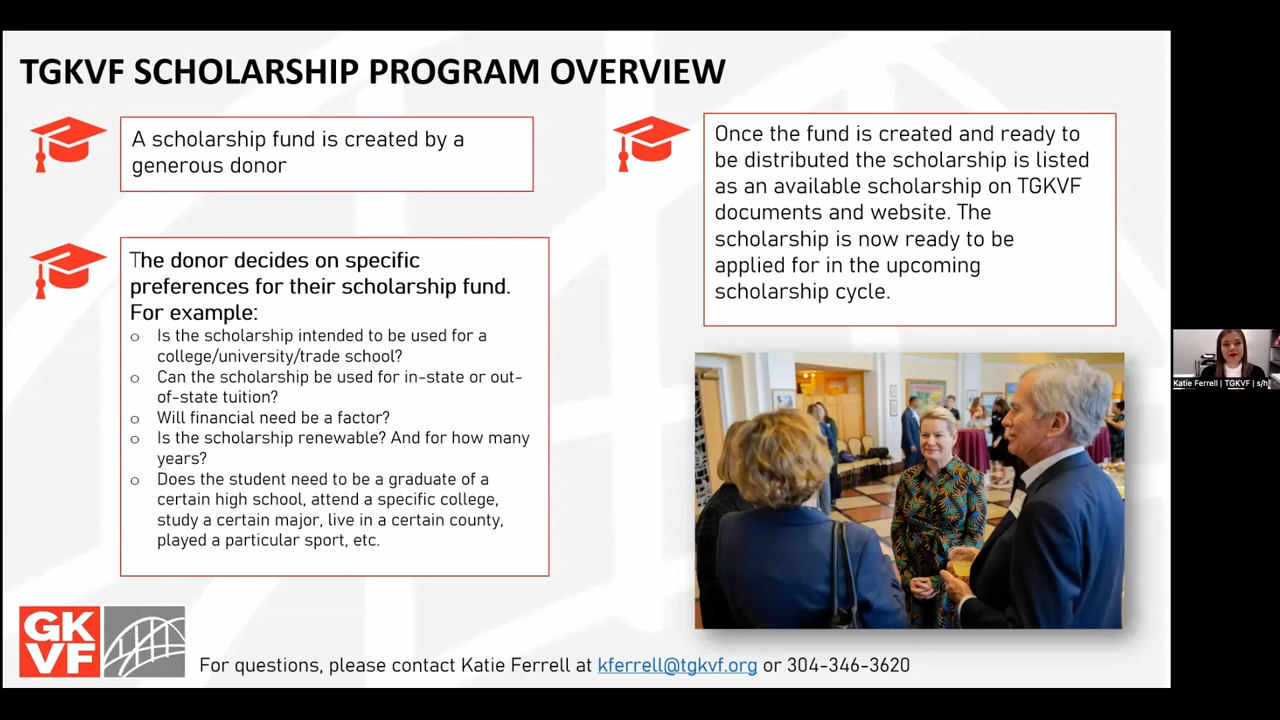 TGKVF SCHOLARSHIP PROGRAM OVERVIEW
A scholarship fund is created by a
generous donor
The donor decides on specific
preferences for their scholarship fund.
For example:
o Is the scholarship intended to be used for a
college/university/trade school?
o Can the scholarship be used for in-state or out-
of-state tuition?
o Will financial need be a factor?
o Is the scholarship renewable? And for how many
years?
o Does the student need to be a graduate of a
certain high school, attend a specific college,
study a certain major, live in a certain county,
played a particular sport, etc.
Once the fund is created and ready to
be distributed the scholarship is listed
as an available scholarship on TGKVF
documents and website. The
scholarship is now ready to be
applied for in the upcoming
scholarship cycle.
Katie Ferrell | TGKVF | s/h
GK
VF
For questions, please contact Katie Ferrell at kferrell@tgkvf.org or 304-346-3620